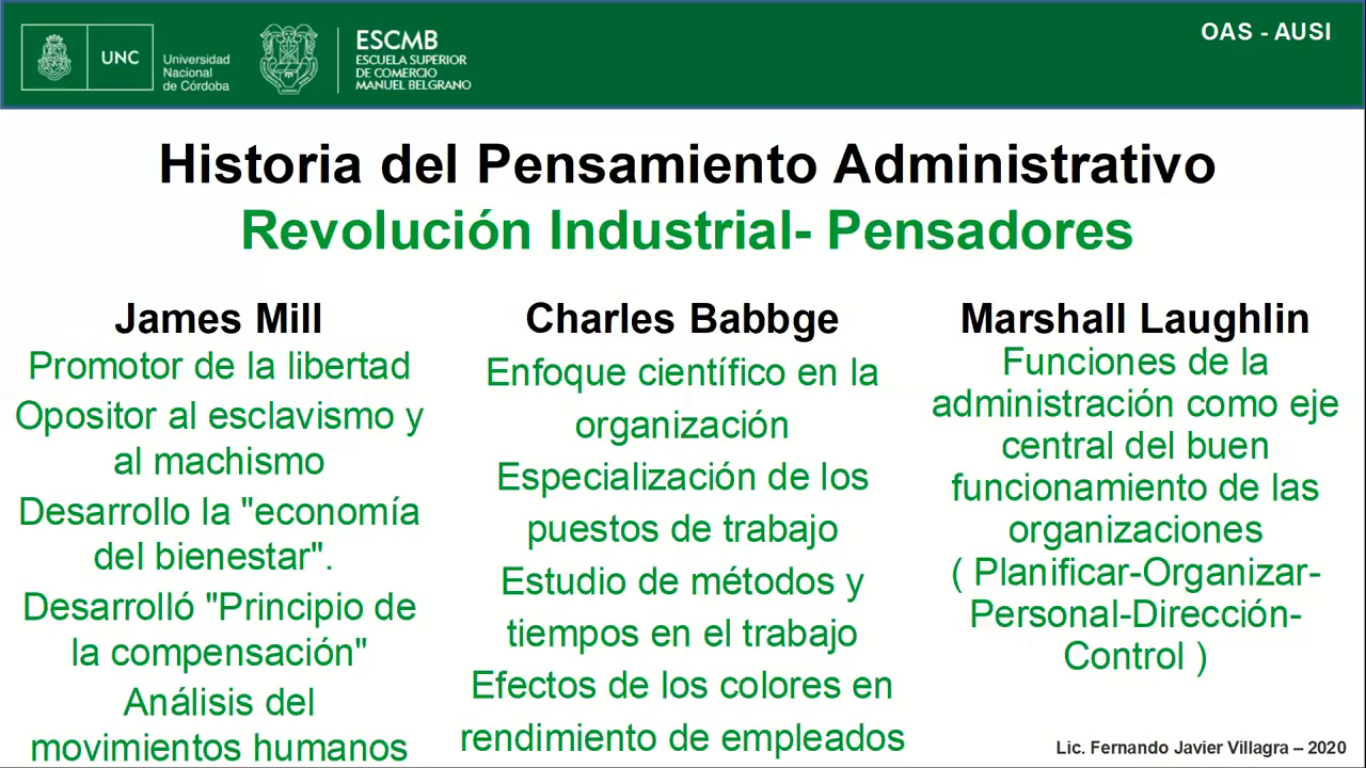 UNC
Universidad
Nacional
de Córdoba
ESCMB
ESCUELA SUPERIOR
DE COMERCIO
MANUEL BELGRANO
OAS - AUSI
Historia del Pensamiento Administrativo
Revolución Industrial- Pensadores
James Mill
Promotor de la libertad
Opositor al esclavismo y
al machismo
Desarrollo la "economía
del bienestar".
Desarrolló "Principio de
la compensación"
Análisis del
movimientos humanos
Charles Babbge
Enfoque científico en la
organización
Especialización de los
puestos de trabajo
Estudio de métodos y
tiempos en el trabajo
Efectos de los colores en
rendimiento de empleados
Marshall Laughlin
Funciones de la
administración como eje
central del buen
funcionamiento de las
organizaciones
( Planificar-Organizar-
Personal-Dirección-
Control )
Lic. Fernando Javier Villagra – 2020